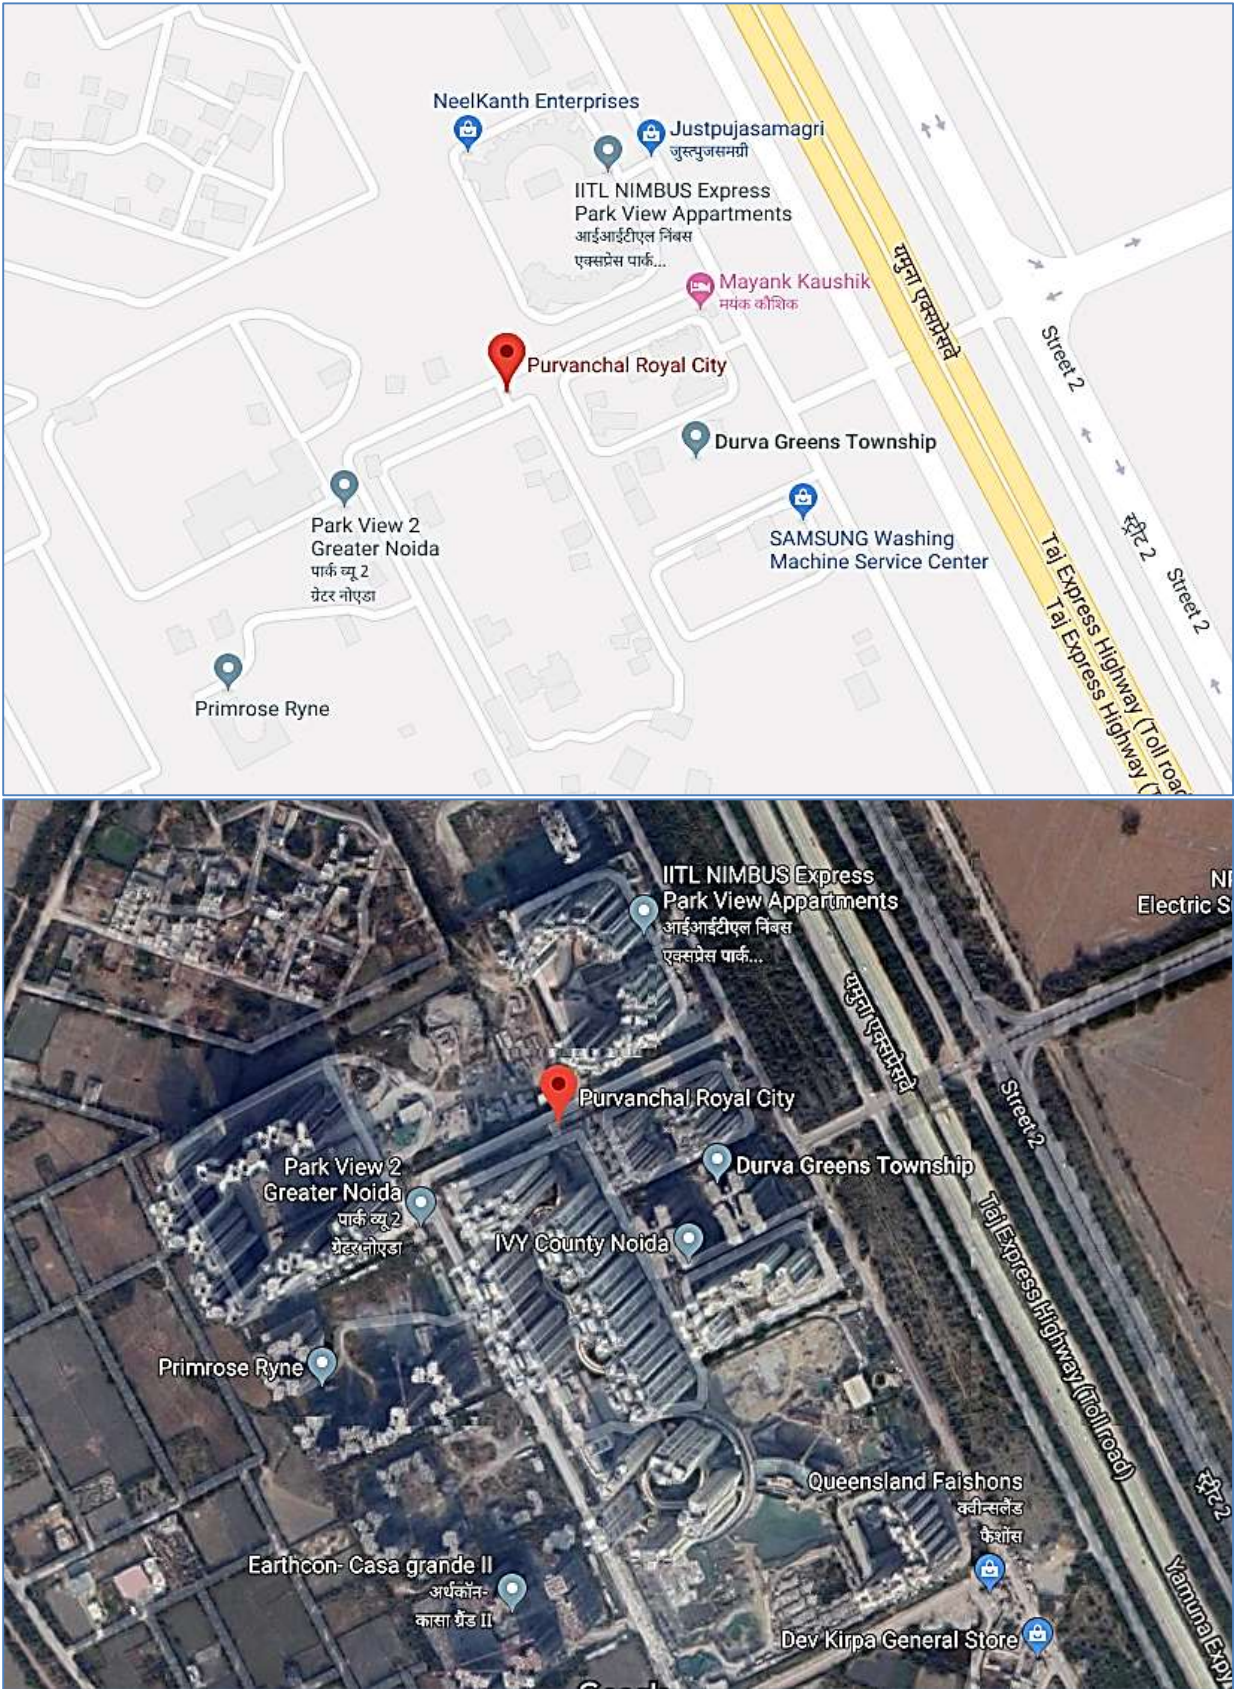 NeelKanth Enterprises
Justpujasamagri
जुस्त्पुजसमग्री
IITL NIMBUS Express
Park View Appartments
आईआईटीएल निंबस
एक्सप्रेस पार्क...
Mayank Kaushik
मयंक कौशिक
यमुना एक्सप्रेसवे
Street 2
Purvanchal Royal City
Durva Greens Township
Park View 2
Greater Noida
पार्क व्यू 2
ग्रेटर नोएडा
SAMSUNG Washing
Machine Service Center
स्ट्रीट 2
Street 2
Taj Express Highway (Toll road
Taj Express Highway (T
Primrose Ryne
IITL NIMBUS Express
Park View Appartments
आईआईटीएल निंबस
एक्सप्रेस पार्क...
Electric S
यमुना एक्सप्रेसवे
Street 2
Purvanchal Royal City
Park View 2
Greater Noida
पार्क व्यू 2
ग्रेटर नोएडा
Durva Greens Township
IVY County Noida
Taj Express Highway (Toll road)
Primrose Ryne
Queensland Faishons
क्वीन्सलैंड
फैशोंस
स्ट्रीट 2
Earthcon- Casa grande II
अर्थकॉन-
कासा ग्रैंड II
Dev Kirpa General Store
Yamuna Expy